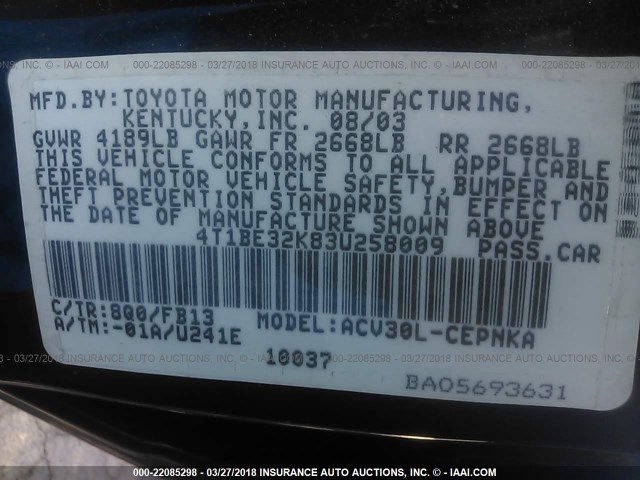 000-22085298 - 03/27/2018 INSURANCE AUTO AUCTIONS, INC. - © IAAI.COM
MFD.BY:TOYOTA MOTOR MANUFACTURING,
KENTUCKY,INC. 08/03
GVWR 4189LB GAWR FR 2668LB RR 2668LB
THIS VEHICLE CONFORMS TO ALL APPLICABLE
FEDERAL MOTOR VEHICLE SAFETY,BUMPER AND
THEFT PREVENTION STANDARDS IN EFFECT ON
THE DATE OF MANUFACTURE SHOWN ABOVE
4T1BE32K83U258009 PASS.CAR
C/TR:8Q0/FB13 MODEL:ACV30L-CEPNKA
A/TM:-01A/U241E
10037
BA05693631
000-22085298 - 03/27/2018 INSURANCE AUTO AUCTIONS, INC. - © IAAI.COM